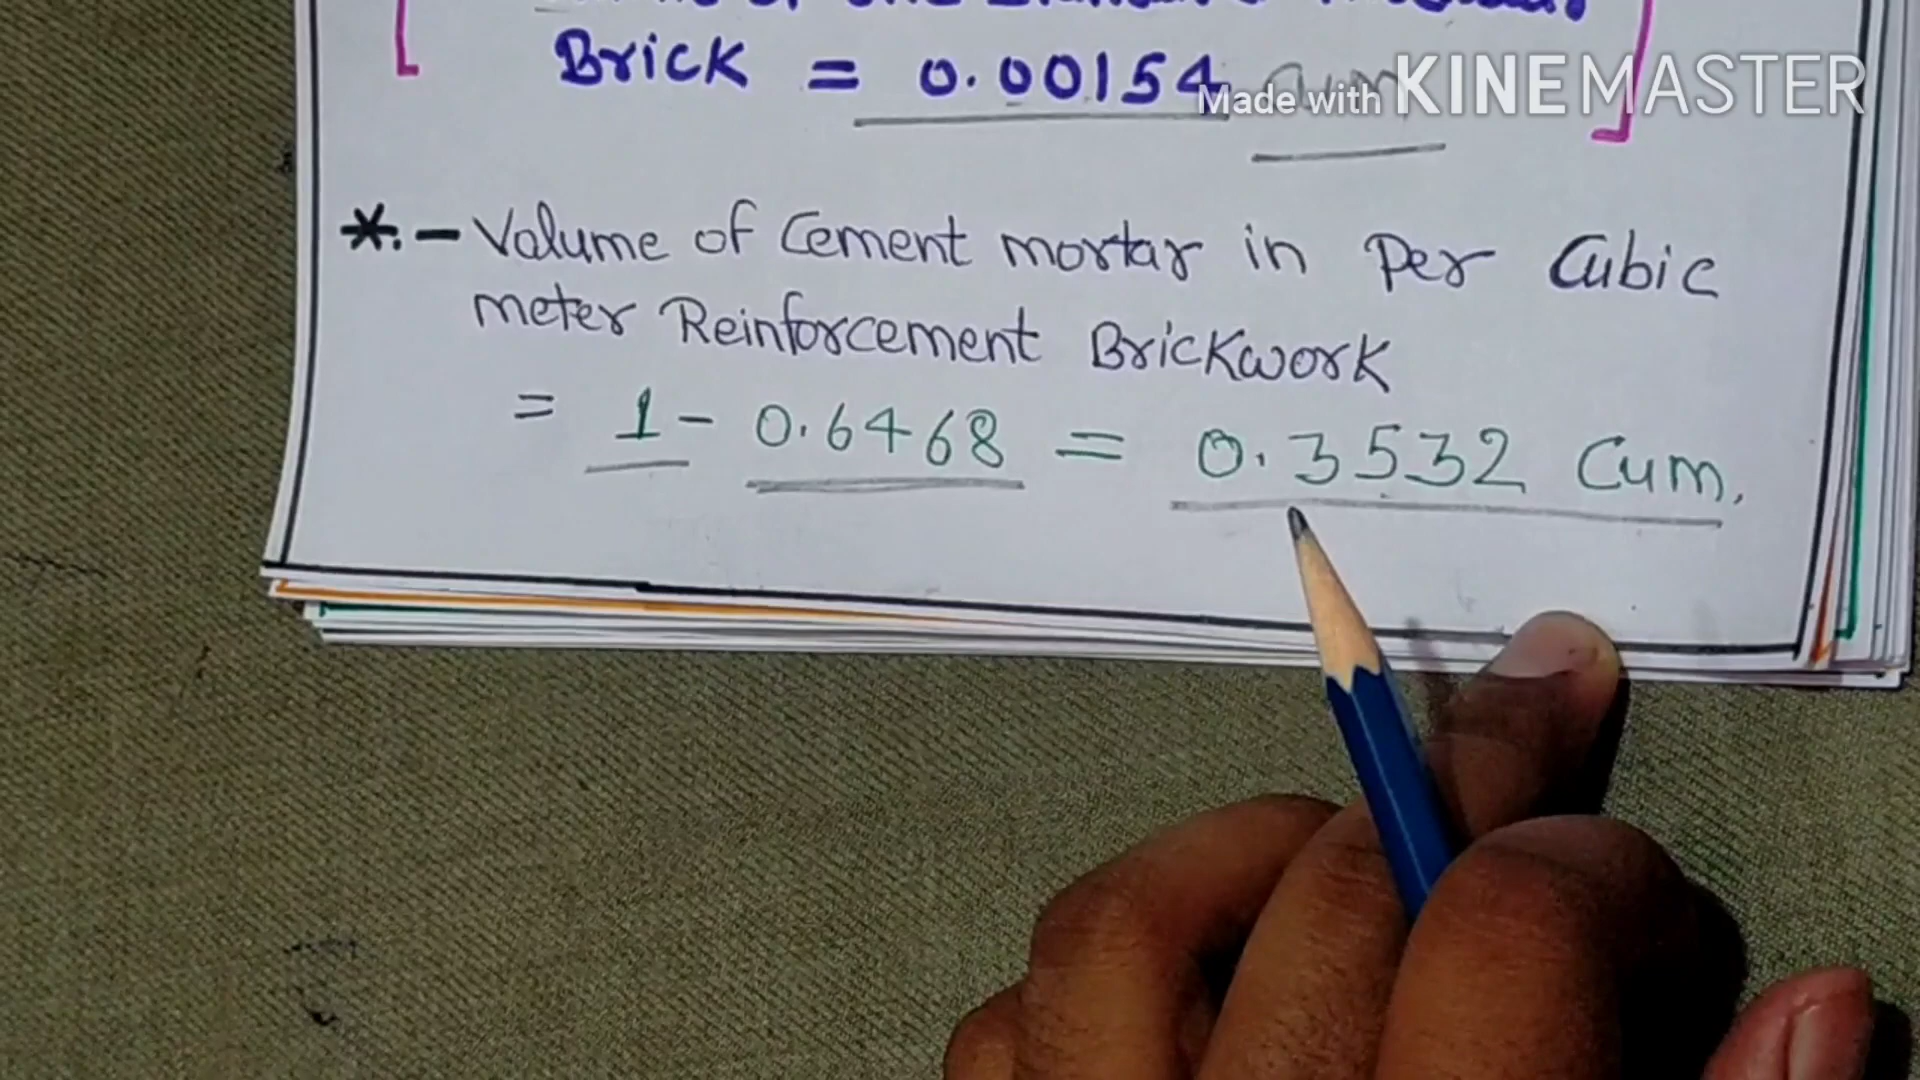 Brick = 0.00154 Cum
Made with KINEMASTER
*. - Volume of Cement mortar in Per Cubic
meter Reinforcement Brickwork
= 1 - 0.6468 = 0.3532 Cum.